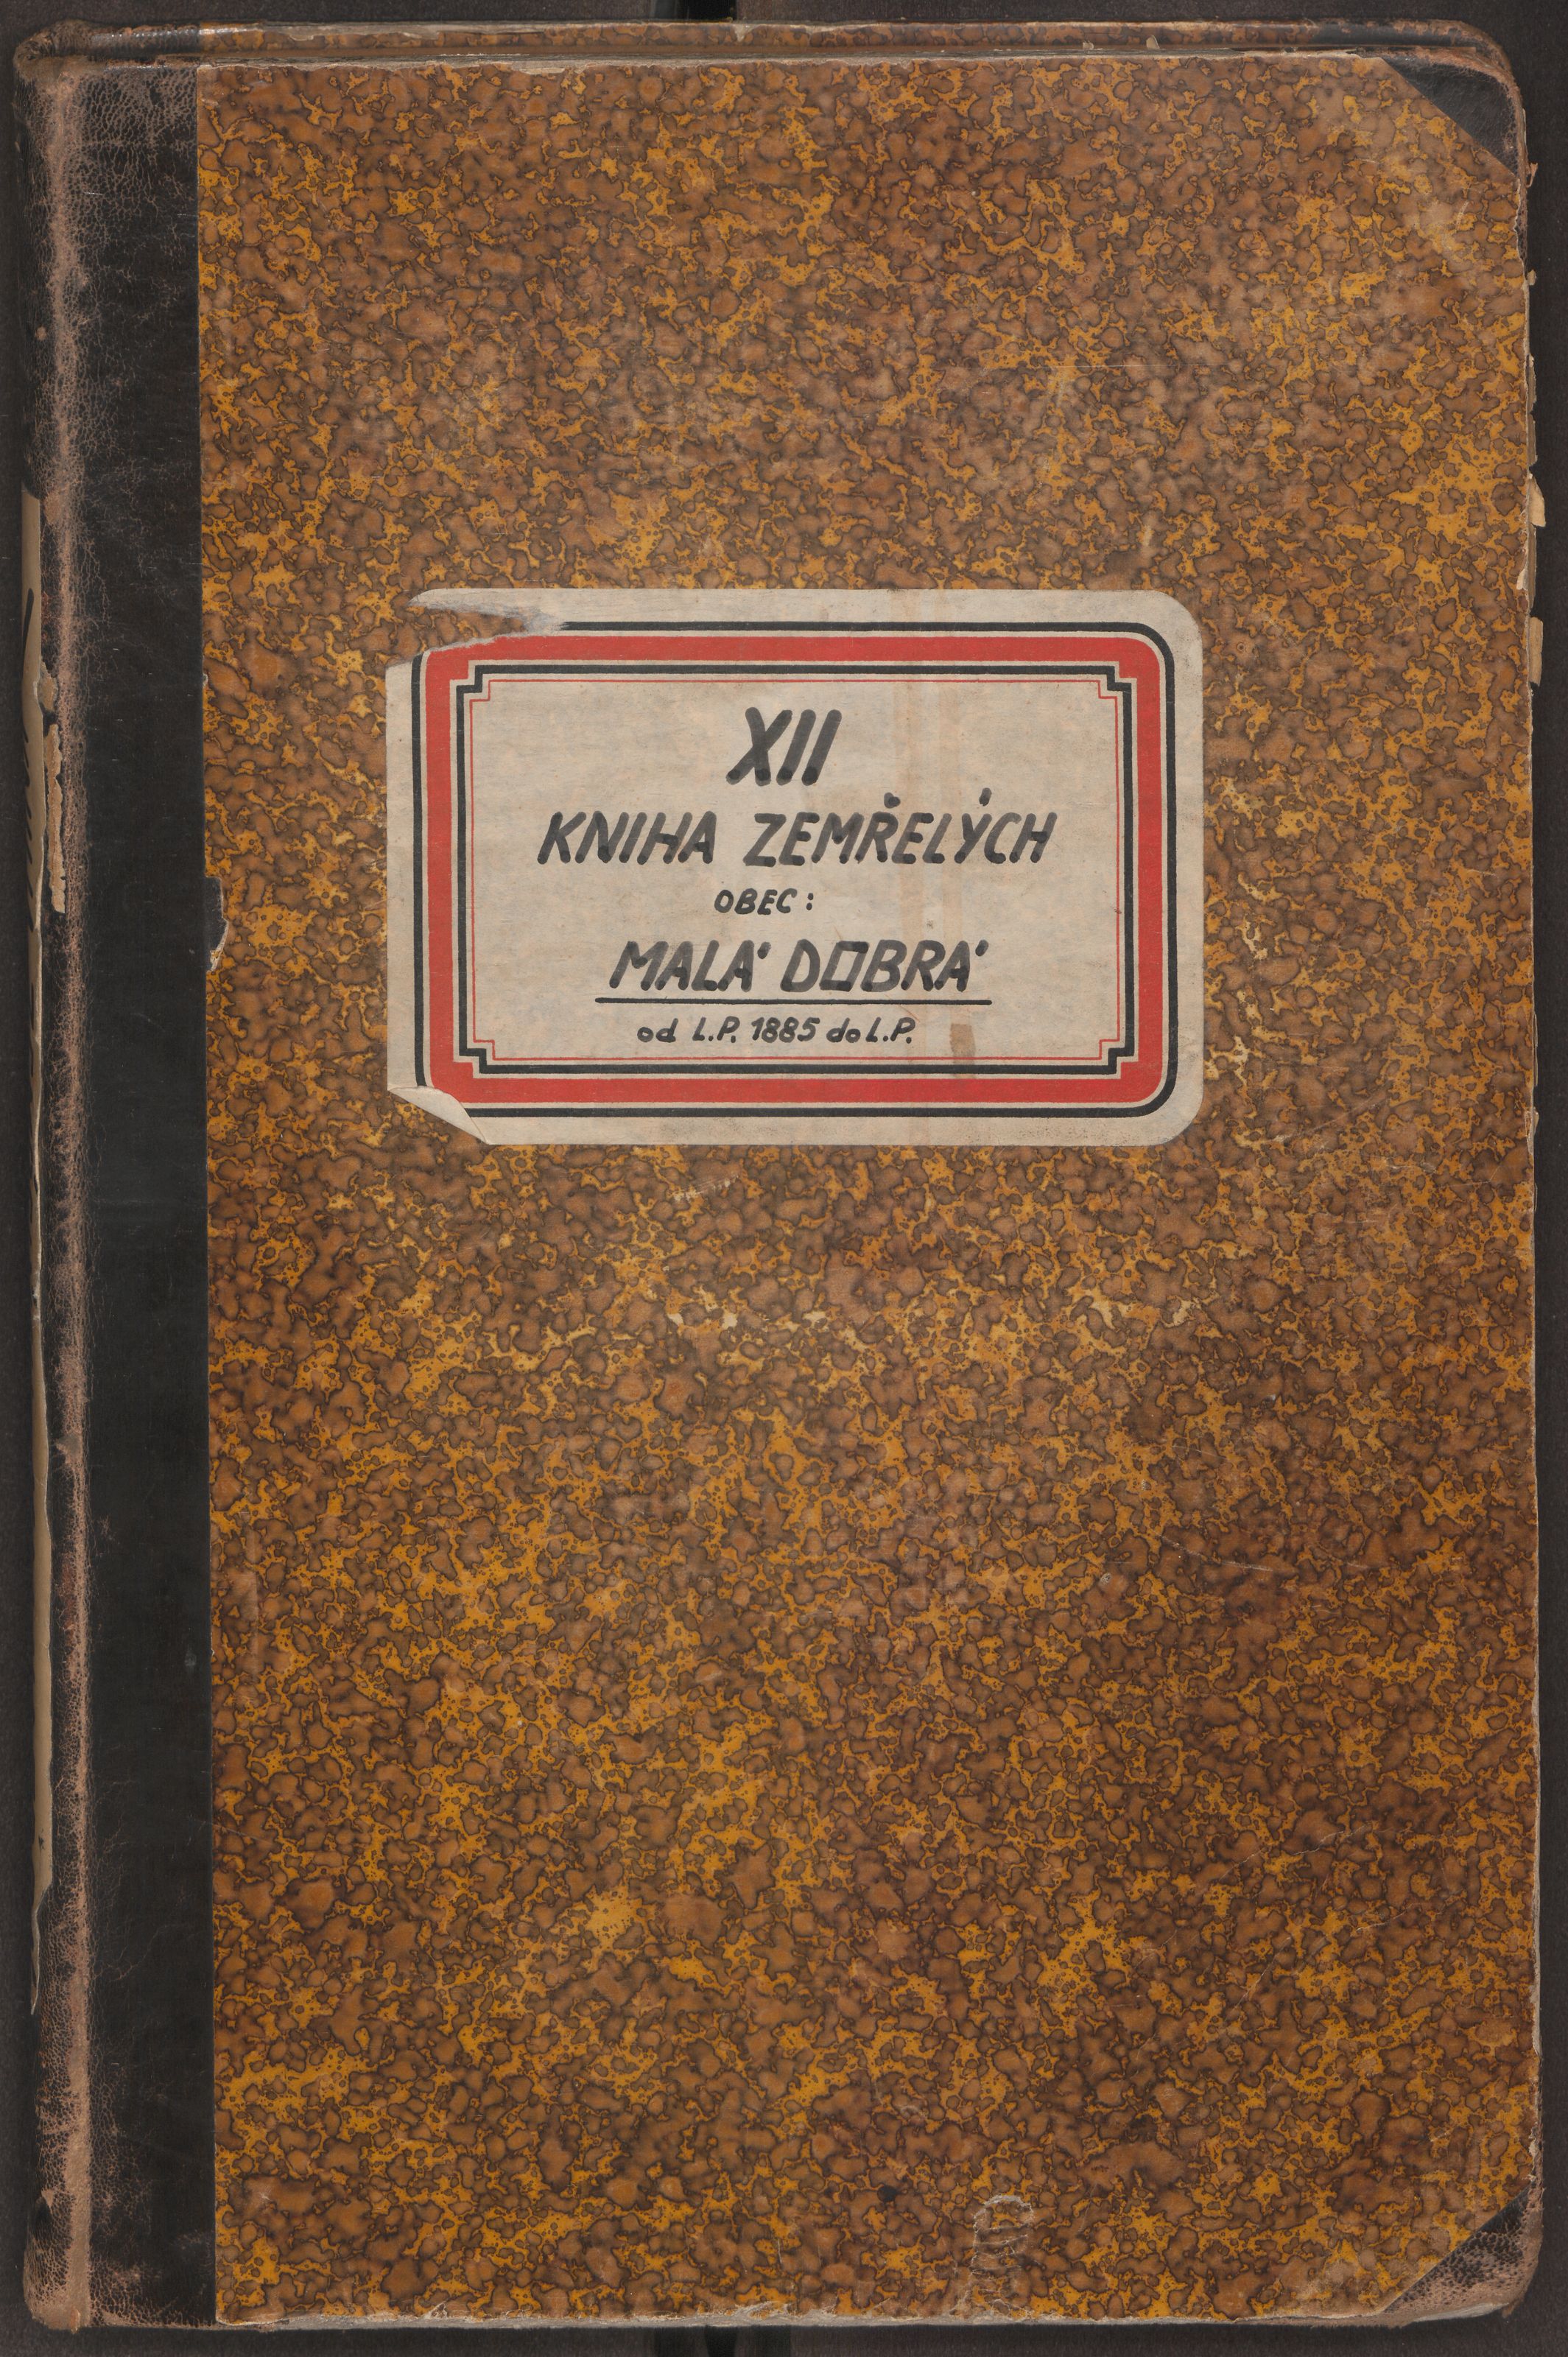 XII
KNIHA ZEMŘELÝCH
OBEC:
MALÁ DOBRÁ
od L.P. 1885 do L.P.